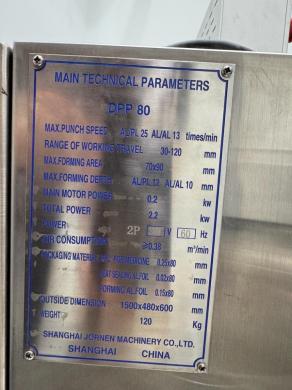 MAIN TECHNICAL PARAMETERS
DPP 80
MAX.PUNCH SPEED AL/PL 25 AL/AL 13 times/min
RANGE OF WORKING TRAVEL 30-120 mm
MAX.FORMING AREA 70x90 mm
MAX.FORMING DEPTH AL/PL 12 AL/AL 10 mm
MAIN MOTOR POWER 0.2 kw
TOTAL POWER 2.2 kw
POWER 2P V 60 Hz
AIR CONSUMPTION ≥0.38 m³/min
PACKAGING MATERIAL 0.25x80 mm
HEAT SEALING AL.FOIL 0.02x80 mm
FORMING AL.FOIL 0.15x80 mm
OUTSIDE DIMENSION 1500x480x600 mm
WEIGHT 120 Kg
SHANGHAI JORNEN MACHINERY CO.,LTD.
SHANGHAI CHINA